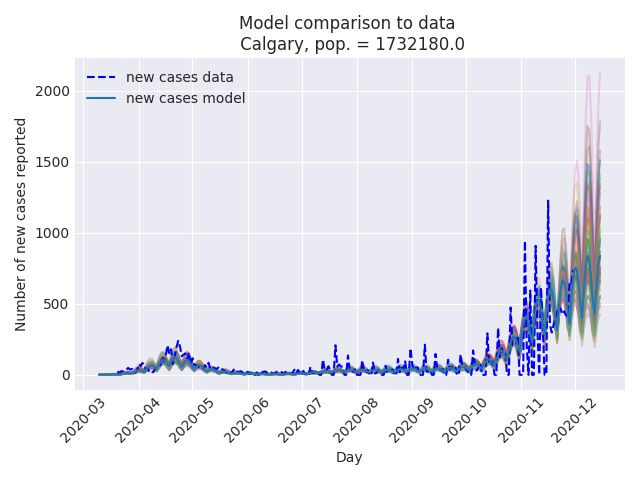 Model comparison to data
Calgary, pop. = 1732180.0
new cases data
new cases model
Number of new cases reported
2000
1500
1000
500
0
2020-03
2020-04
2020-05
2020-06
2020-07
2020-08
2020-09
2020-10
2020-11
2020-12
Day